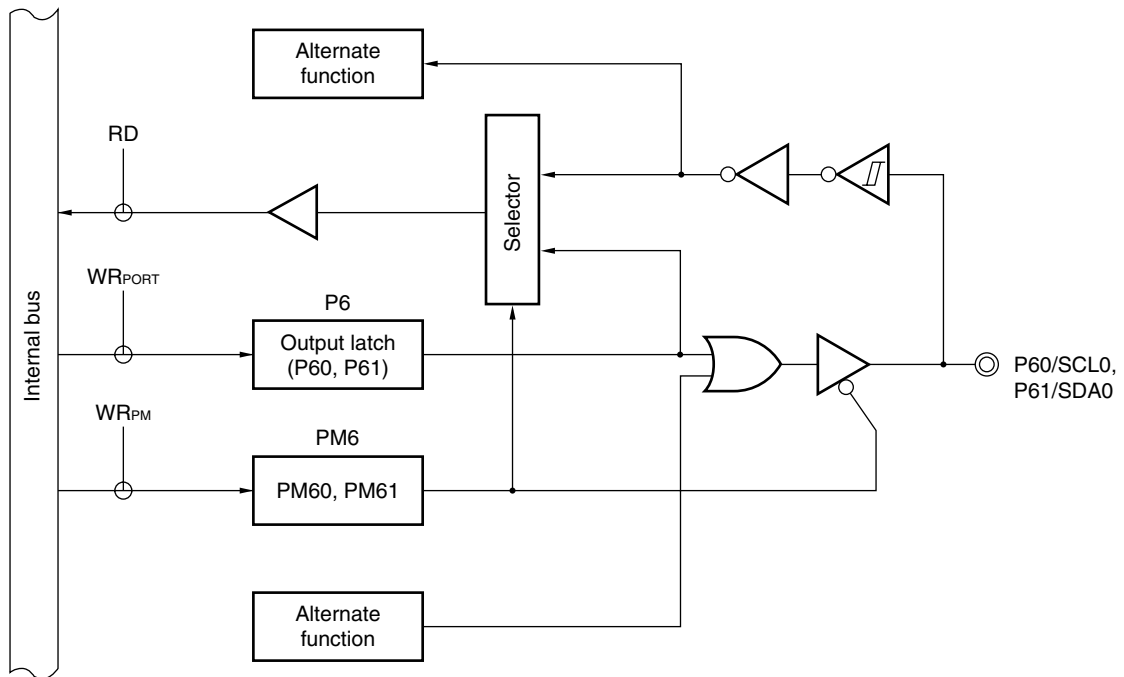 Alternate
function
RD
Selector
WRPORT
P6
Internal bus
Output latch
(P60, P61)
P60/SCL0,
P61/SDA0
WRPM
PM6
PM60, PM61
Alternate
function